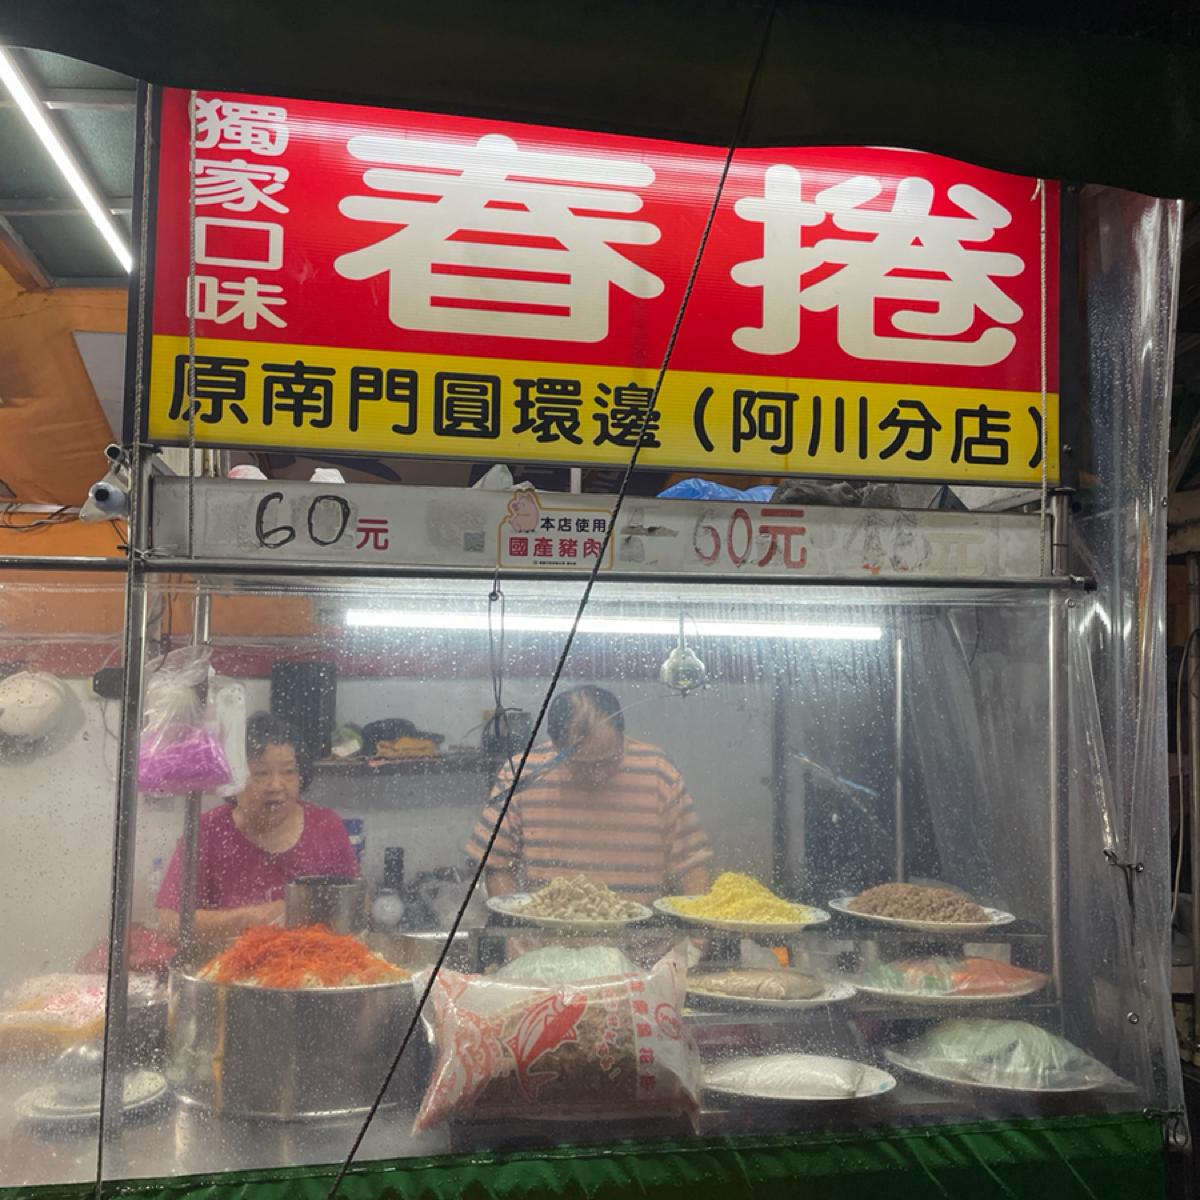 獨家口味
春捲
原南門圓環邊(阿川分店)
60元
本店使用
國產豬肉
60元